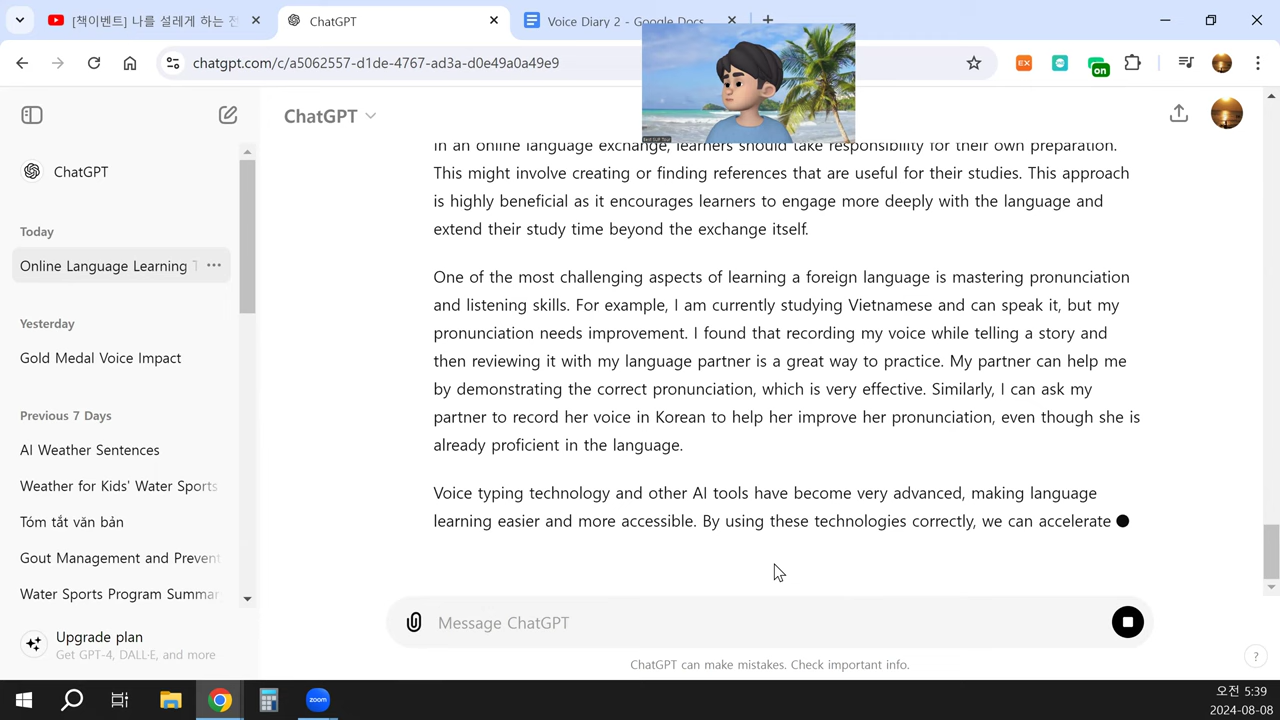 [책이벤트] 나를 설레게 하는 전
ChatGPT
Voice Diary 2 - Google Docs
chatgpt.com/c/a5062557-d1de-4767-ad3a-d0e49a0a49e9
EX
on
ChatGPT
ChatGPT
Today
Online Language Learning T
Yesterday
Gold Medal Voice Impact
Previous 7 Days
AI Weather Sentences
Weather for Kids' Water Sports
Tóm tắt văn bản
Gout Management and Prevent
Water Sports Program Summar
Upgrade plan
Get GPT-4, DALL·E, and more
In an online language exchange, learners should take responsibility for their own preparation.
This might involve creating or finding references that are useful for their studies. This approach
is highly beneficial as it encourages learners to engage more deeply with the language and
extend their study time beyond the exchange itself.
One of the most challenging aspects of learning a foreign language is mastering pronunciation
and listening skills. For example, I am currently studying Vietnamese and can speak it, but my
pronunciation needs improvement. I found that recording my voice while telling a story and
then reviewing it with my language partner is a great way to practice. My partner can help me
by demonstrating the correct pronunciation, which is very effective. Similarly, I can ask my
partner to record her voice in Korean to help her improve her pronunciation, even though she is
already proficient in the language.
Voice typing technology and other AI tools have become very advanced, making language
learning easier and more accessible. By using these technologies correctly, we can accelerate
Message ChatGPT
ChatGPT can make mistakes. Check important info.
?
zoom
오전 5:39
2024-08-08